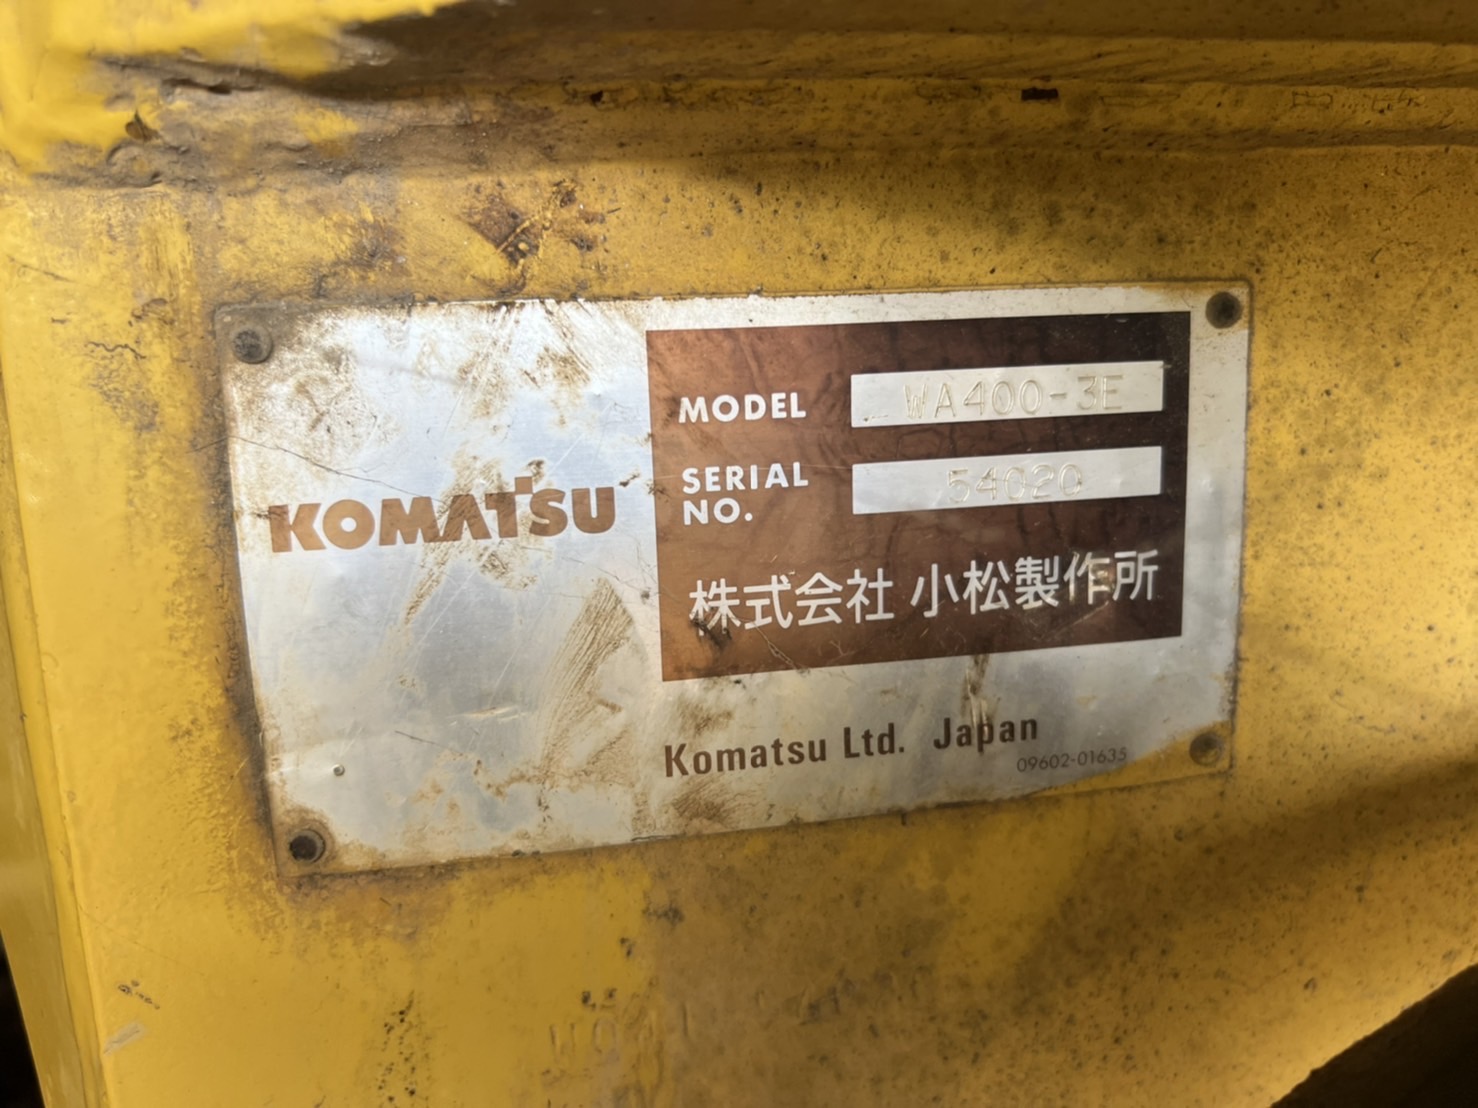 KOMATSU
MODEL WA400-3E
SERIAL NO. 54020
株式会社 小松製作所
Komatsu Ltd. Japan
09602-01635